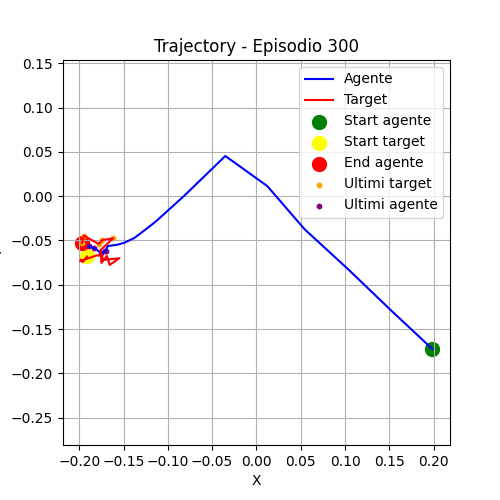 Trajectory - Episodio 300
Agente
Target
Start agente
Start target
End agente
Ultimi target
Ultimi agente
0.15
0.10
0.05
0.00
−0.05
−0.10
−0.15
−0.20
−0.25
−0.20 −0.15 −0.10 −0.05 0.00 0.05 0.10 0.15 0.20
X